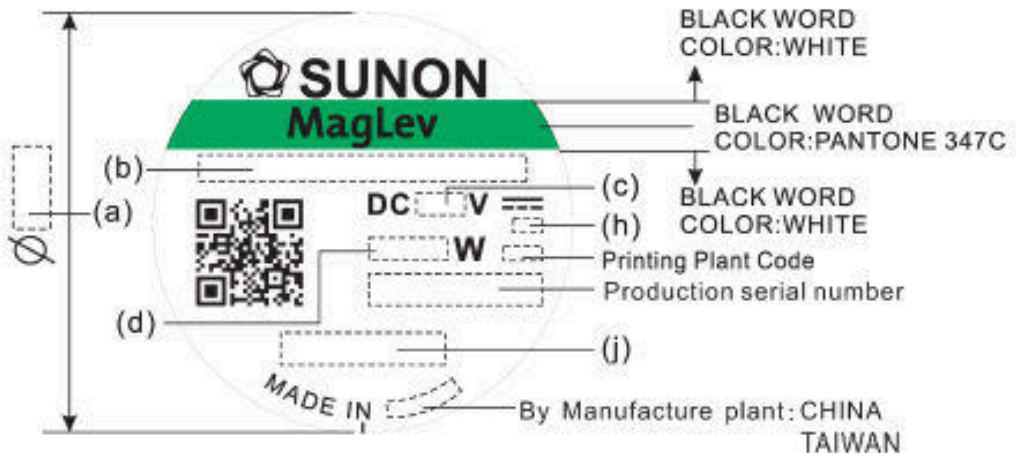 BLACK WORD
COLOR:WHITE
SUNON
MagLev
BLACK WORD
COLOR:PANTONE 347C
(b)
(a)
Ø
DC V
(c)
BLACK WORD
COLOR:WHITE
(h)
W
Printing Plant Code
Production serial number
(d)
(j)
MADE IN
By Manufacture plant: CHINA
TAIWAN